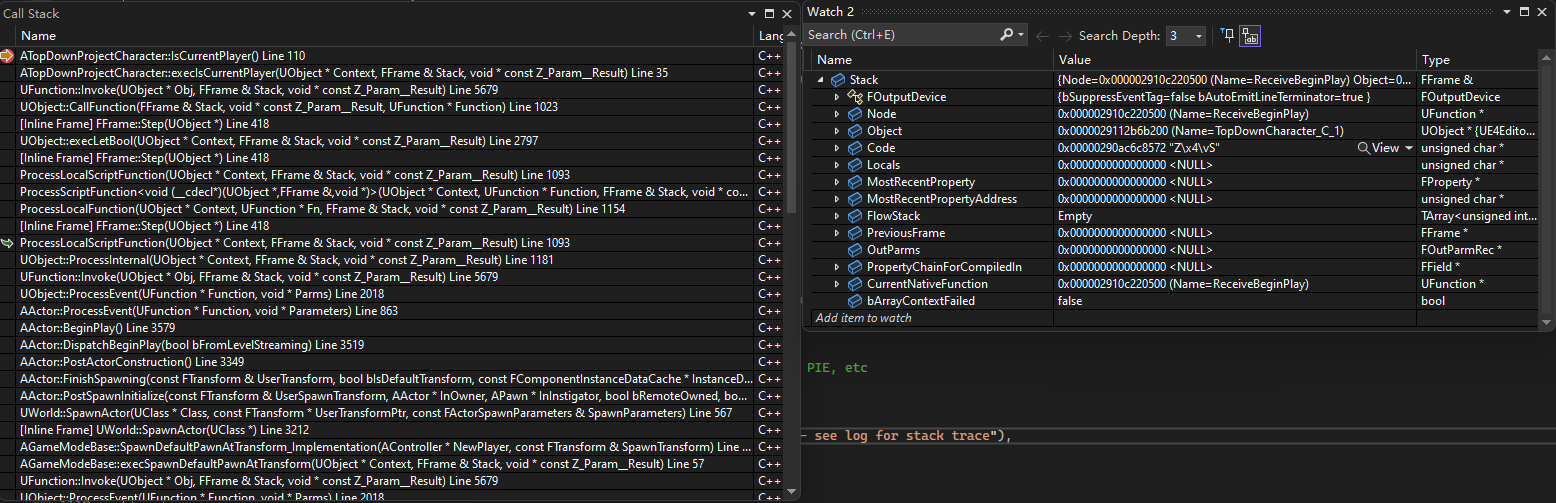 Call Stack
Name Lang
ATopDownProjectCharacter::IsCurrentPlayer() Line 110 C++
ATopDownProjectCharacter::execIsCurrentPlayer(UObject * Context, FFrame & Stack, void * const Z_Param__Result) Line 35 C++
UFunction::Invoke(UObject * Obj, FFrame & Stack, void * const Z_Param__Result) Line 5679 C++
UObject::CallFunction(FFrame & Stack, void * const Z_Param__Result, UFunction * Function) Line 1023 C++
[Inline Frame] FFrame::Step(UObject *) Line 418 C++
UObject::execLetBool(UObject * Context, FFrame & Stack, void * const Z_Param__Result) Line 2797 C++
[Inline Frame] FFrame::Step(UObject *) Line 418 C++
ProcessLocalScriptFunction(UObject * Context, FFrame & Stack, void * const Z_Param__Result) Line 1093 C++
ProcessScriptFunction<void (__cdecl*)(UObject *,FFrame &,void *)>(UObject * Context, UFunction * Function, FFrame & Stack, void * co... C++
ProcessLocalFunction(UObject * Context, UFunction * Fn, FFrame & Stack, void * const Z_Param__Result) Line 1154 C++
[Inline Frame] FFrame::Step(UObject *) Line 418 C++
ProcessLocalScriptFunction(UObject * Context, FFrame & Stack, void * const Z_Param__Result) Line 1093 C++
UObject::ProcessInternal(UObject * Context, FFrame & Stack, void * const Z_Param__Result) Line 1181 C++
UFunction::Invoke(UObject * Obj, FFrame & Stack, void * const Z_Param__Result) Line 5679 C++
UObject::ProcessEvent(UFunction * Function, void * Parms) Line 2018 C++
AActor::ProcessEvent(UFunction * Function, void * Parameters) Line 863 C++
AActor::BeginPlay() Line 3579 C++
AActor::DispatchBeginPlay(bool bFromLevelStreaming) Line 3519 C++
AActor::PostActorConstruction() Line 3349 C++
AActor::FinishSpawning(const FTransform & UserTransform, bool bIsDefaultTransform, const FComponentInstanceDataCache * InstanceD... C++
AActor::PostSpawnInitialize(const FTransform & UserSpawnTransform, AActor * InOwner, APawn * InInstigator, bool bRemoteOwned, bo... C++
UWorld::SpawnActor(UClass * Class, const FTransform * UserTransformPtr, const FActorSpawnParameters & SpawnParameters) Line 567 C++
[Inline Frame] UWorld::SpawnActor(UClass *) Line 3212 C++
AGameModeBase::SpawnDefaultPawnAtTransform_Implementation(AController * NewPlayer, const FTransform & SpawnTransform) Line ... C++
AGameModeBase::execSpawnDefaultPawnAtTransform(UObject * Context, FFrame & Stack, void * const Z_Param__Result) Line 57 C++
UFunction::Invoke(UObject * Obj, FFrame & Stack, void * const Z_Param__Result) Line 5679 C++
UObject::ProcessEvent(UFunction * Function, void * Parms) Line 2018 C++
Watch 2
Search (Ctrl+E) Search Depth: 3
Name Value Type
Stack {Node=0x000002910c220500 (Name=ReceiveBeginPlay) Object=0... FFrame &
FOutputDevice {bSuppressEventTag=false bAutoEmitLineTerminator=true } FOutputDevice
Node 0x000002910c220500 (Name=ReceiveBeginPlay) UFunction *
Object 0x0000029112b6b200 (Name=TopDownCharacter_C_1) UObject * {UE4Edito...
Code 0x00000290ac6c8572 "Z\x4\vS" View unsigned char *
Locals 0x0000000000000000 <NULL> unsigned char *
MostRecentProperty 0x0000000000000000 <NULL> FProperty *
MostRecentPropertyAddress 0x0000000000000000 <NULL> unsigned char *
FlowStack Empty TArray<unsigned int...
PreviousFrame 0x0000000000000000 <NULL> FFrame *
OutParms 0x0000000000000000 <NULL> FOutParmRec *
PropertyChainForCompiledIn 0x0000000000000000 <NULL> FField *
CurrentNativeFunction 0x000002910c220500 (Name=ReceiveBeginPlay) UFunction *
bArrayContextFailed false bool
Add item to watch
PIE, etc
- see log for stack trace"),